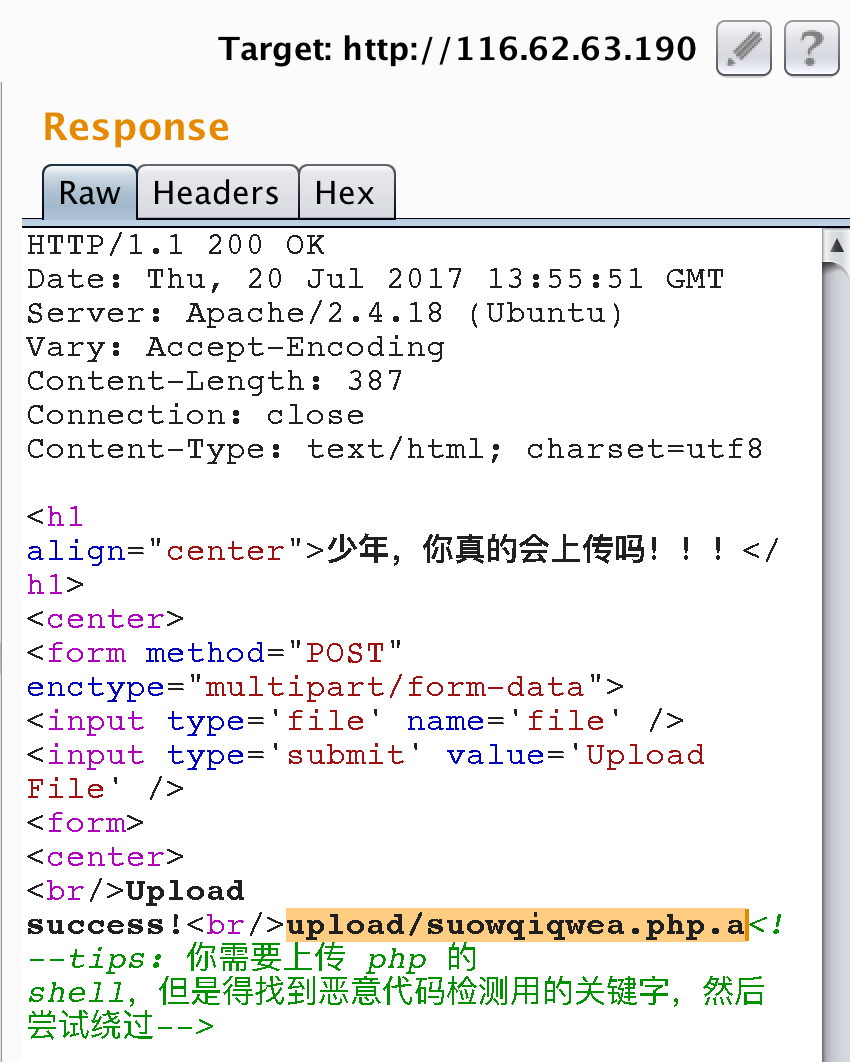 Target: http://116.62.63.190
?
Response
Raw Headers Hex
HTTP/1.1 200 OK
Date: Thu, 20 Jul 2017 13:55:51 GMT
Server: Apache/2.4.18 (Ubuntu)
Vary: Accept-Encoding
Content-Length: 387
Connection: close
Content-Type: text/html; charset=utf8
<h1
align="center">少年，你真的会上传吗！！！</
h1>
<center>
<form method="POST"
enctype="multipart/form-data">
<input type='file' name='file' />
<input type='submit' value='Upload
File' />
<form>
<center>
<br/>Upload
success!<br/>upload/suowqiqwea.php.a<!
--tips: 你需要上传 php 的
shell，但是得找到恶意代码检测用的关键字，然后
尝试绕过-->